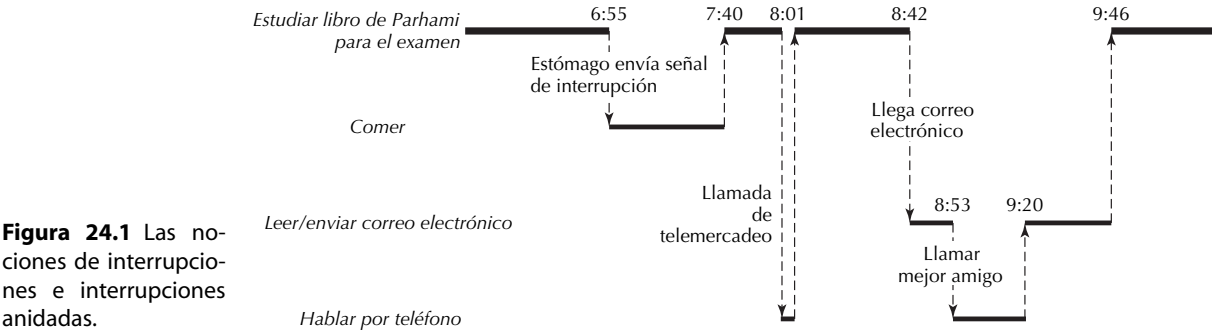 6:55 7:40 8:01 8:42 9:46
Estudiar libro de Parhami
para el examen
Estómago envía señal
de interrupción
Comer
Llega correo
electrónico
Llamada
de
telemercadeo
8:53 9:20
Leer/enviar correo electrónico
Llamar
mejor amigo
Hablar por teléfono
Figura 24.1 Las no-
ciones de interrupcio-
nes e interrupciones
anidadas.